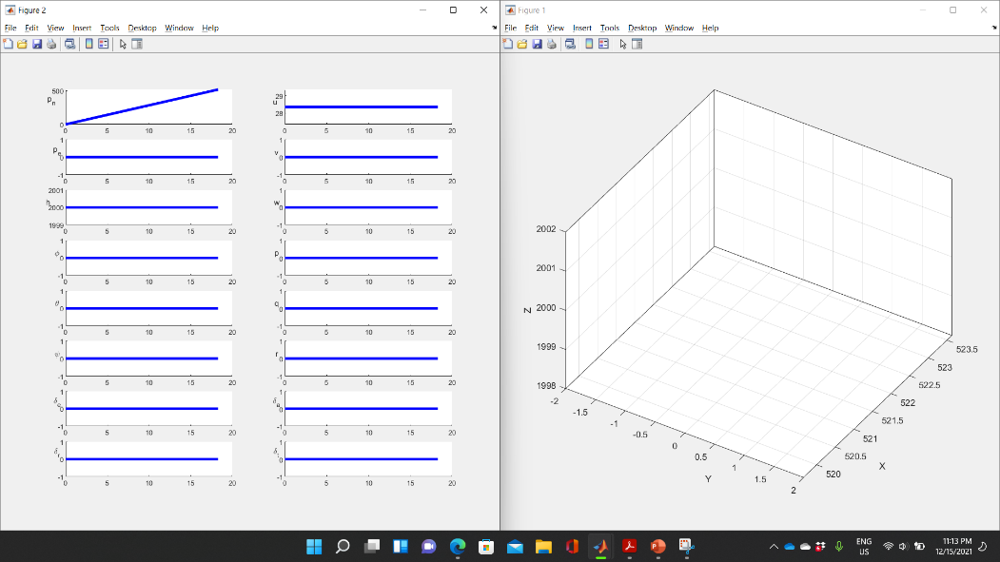 Figure 2
File Edit View Insert Tools Desktop Window Help
p_n
500
0
0 5 10 15 20
p_e
1
0
-1
0 5 10 15 20
h
2001
2000
1999
0 5 10 15 20
φ
1
0
-1
0 5 10 15 20
θ
1
0
-1
0 5 10 15 20
1
0
-1
0 5 10 15 20
δ_e
1
0
-1
0 5 10 15 20
δ_r
1
0
-1
0 5 10 15 20
u
29
28
0 5 10 15 20
v
1
0
-1
0 5 10 15 20
w
1
0
-1
0 5 10 15 20
p
1
0
-1
0 5 10 15 20
q
1
0
-1
0 5 10 15 20
r
1
0
-1
0 5 10 15 20
δ_a
1
0
-1
0 5 10 15 20
δ_t
1
0
-1
0 5 10 15 20
Figure 1
File Edit View Insert Tools Desktop Window Help
2002
2001
2000
1999
1998
Z
-2
-1.5
-1
-0.5
0
0.5
1
1.5
2
Y
523.5
523
522.5
522
521.5
521
520.5
520
X
ENG
US
11:13 PM
12/15/2021